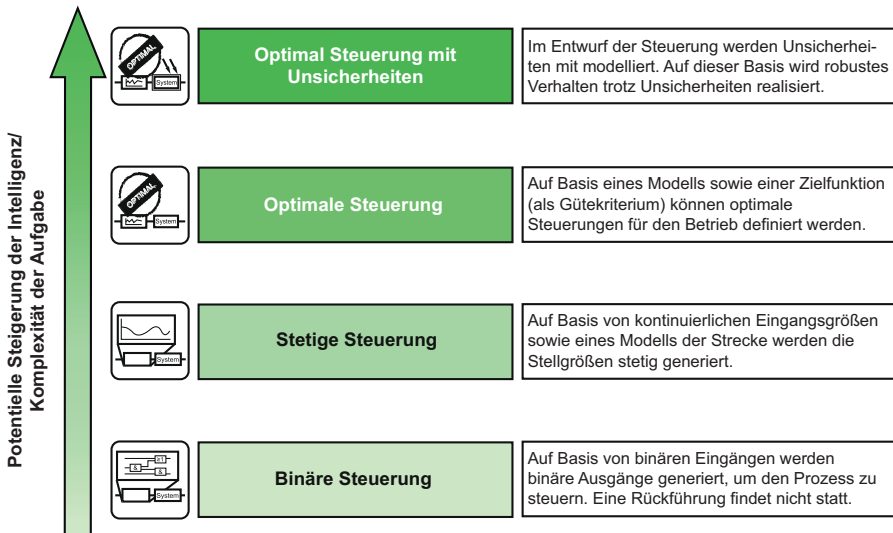 Potentielle Steigerung der Intelligenz/
Komplexität der Aufgabe
OPTIMAL
System
Optimal Steuerung mit
Unsicherheiten
Im Entwurf der Steuerung werden Unsicherhei-
ten mit modelliert. Auf dieser Basis wird robustes
Verhalten trotz Unsicherheiten realisiert.
OPTIMAL
System
Optimale Steuerung
Auf Basis eines Modells sowie einer Zielfunktion
(als Gütekriterium) können optimale
Steuerungen für den Betrieb definiert werden.
System
Stetige Steuerung
Auf Basis von kontinuierlichen Eingangsgrößen
sowie eines Modells der Strecke werden die
Stellgrößen stetig generiert.
&
≥1
&
System
Binäre Steuerung
Auf Basis von binären Eingängen werden
binäre Ausgänge generiert, um den Prozess zu
steuern. Eine Rückführung findet nicht statt.